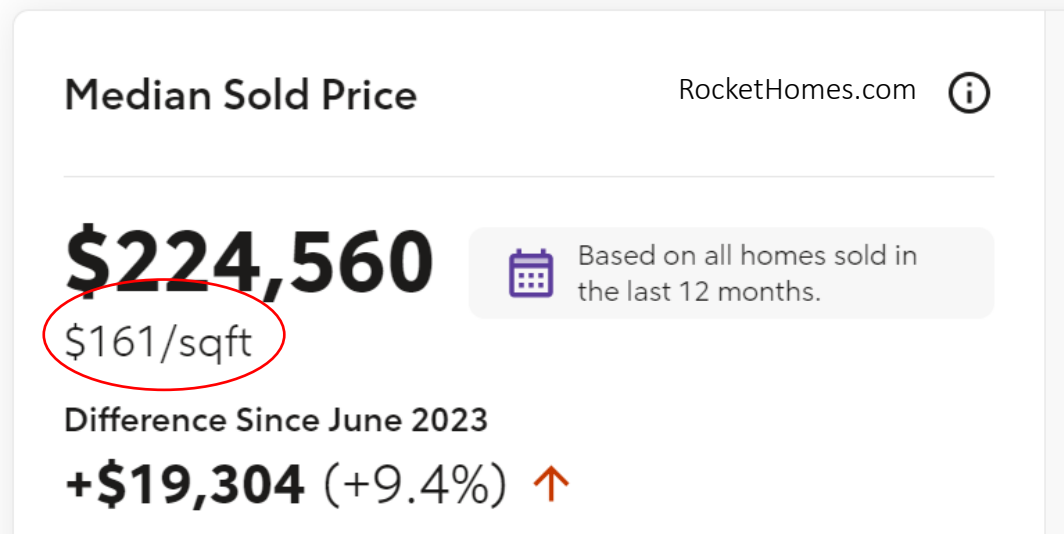 Median Sold Price
RocketHomes.com
$224,560
$161/sqft
Based on all homes sold in
the last 12 months.
Difference Since June 2023
+$19,304 (+9.4%)